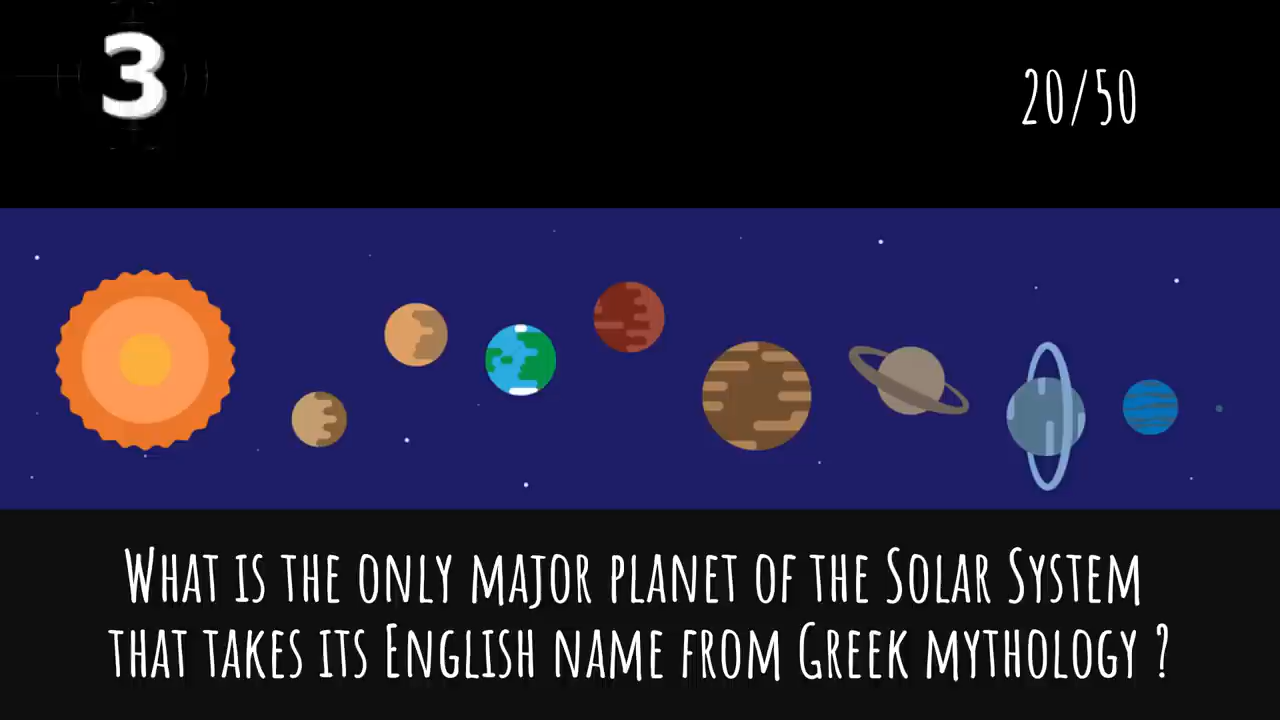 3
20/50
What is the only major planet of the Solar System
that takes its English name from Greek mythology ?